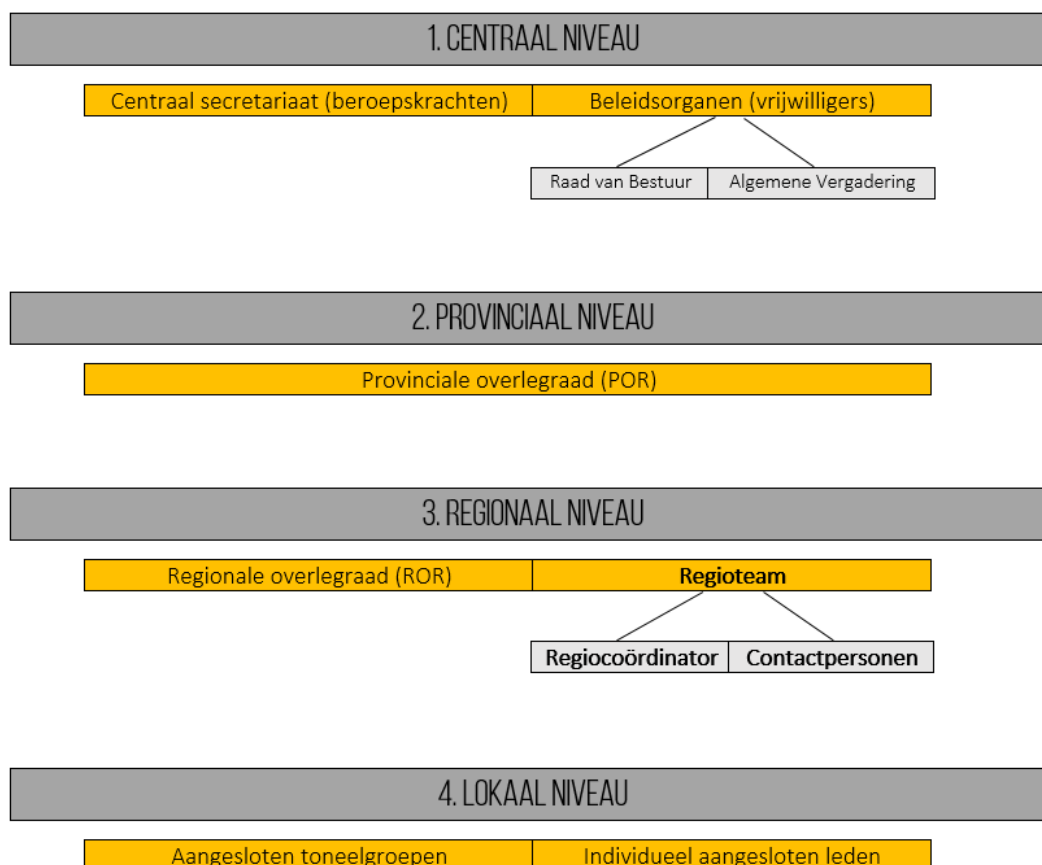 1. CENTRAAL NIVEAU
Centraal secretariaat (beroepskrachten)
Beleidsorganen (vrijwilligers)
Raad van Bestuur
Algemene Vergadering
2. PROVINCIAAL NIVEAU
Provinciale overlegraad (POR)
3. REGIONAAL NIVEAU
Regionale overlegraad (ROR)
Regioteam
Regiocoördinator
Contactpersonen
4. LOKAAL NIVEAU
Aangesloten toneelgroepen
Individueel aangesloten leden